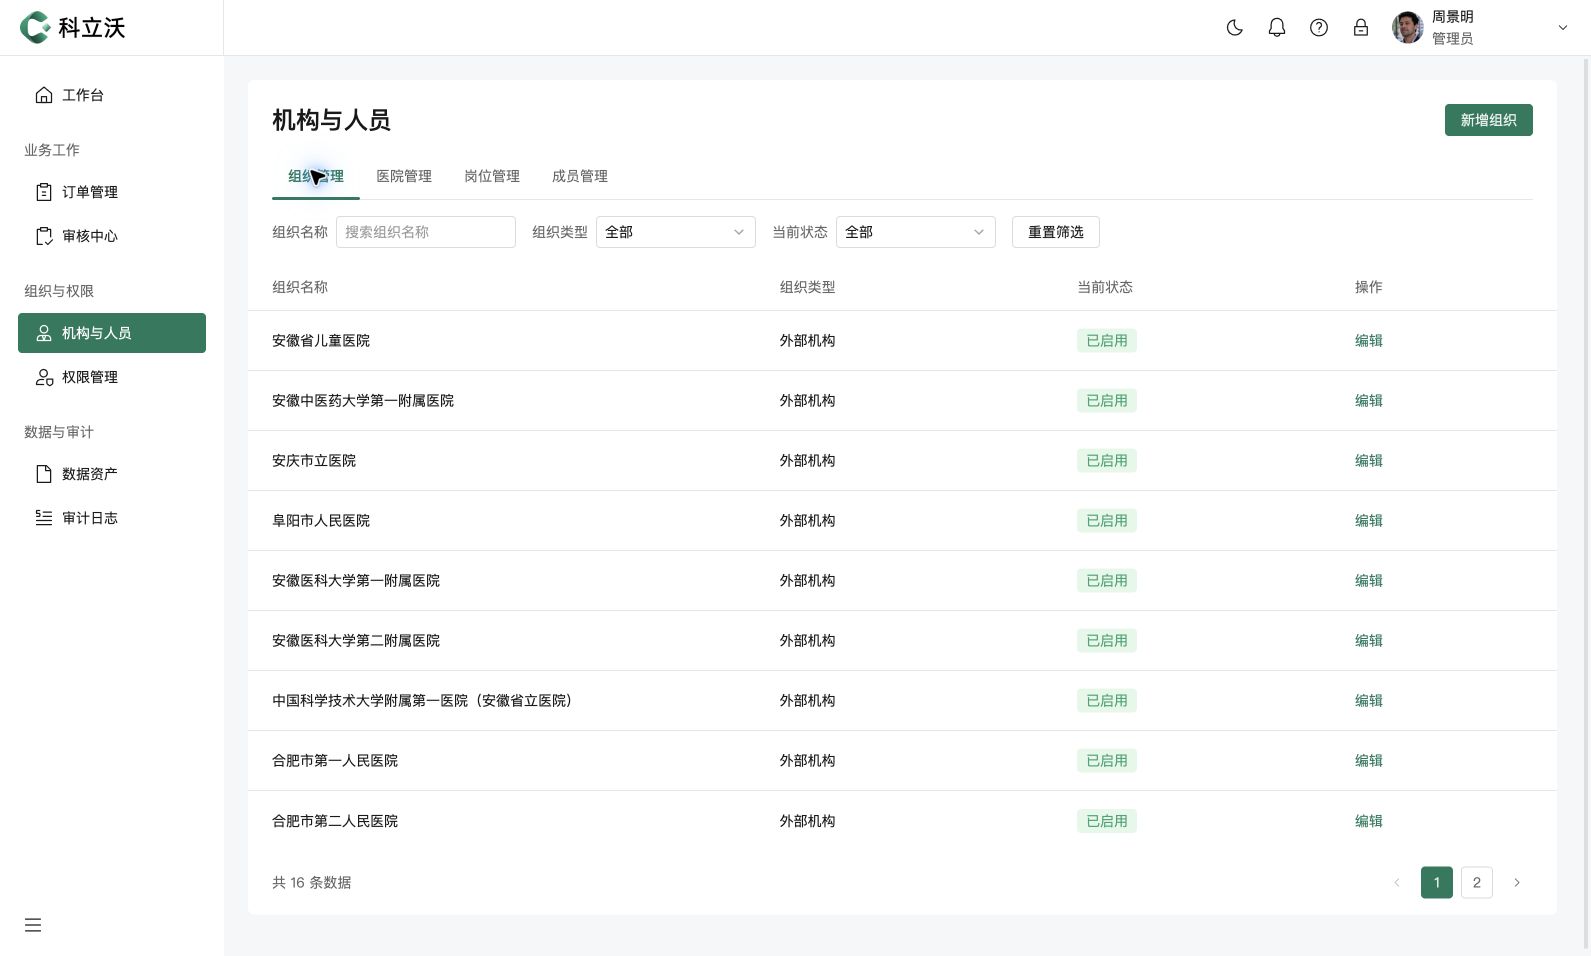 科立沃
周景明
管理员
工作台
业务工作
订单管理
审核中心
组织与权限
机构与人员
权限管理
数据与审计
数据资产
审计日志
机构与人员
新增组织
组织管理 医院管理 岗位管理 成员管理
组织名称 搜索组织名称 组织类型 全部 当前状态 全部 重置筛选
组织名称 组织类型 当前状态 操作
安徽省儿童医院 外部机构 已启用 编辑
安徽中医药大学第一附属医院 外部机构 已启用 编辑
安庆市立医院 外部机构 已启用 编辑
阜阳市人民医院 外部机构 已启用 编辑
安徽医科大学第一附属医院 外部机构 已启用 编辑
安徽医科大学第二附属医院 外部机构 已启用 编辑
中国科学技术大学附属第一医院（安徽省立医院） 外部机构 已启用 编辑
合肥市第一人民医院 外部机构 已启用 编辑
合肥市第二人民医院 外部机构 已启用 编辑
共 16 条数据 1 2